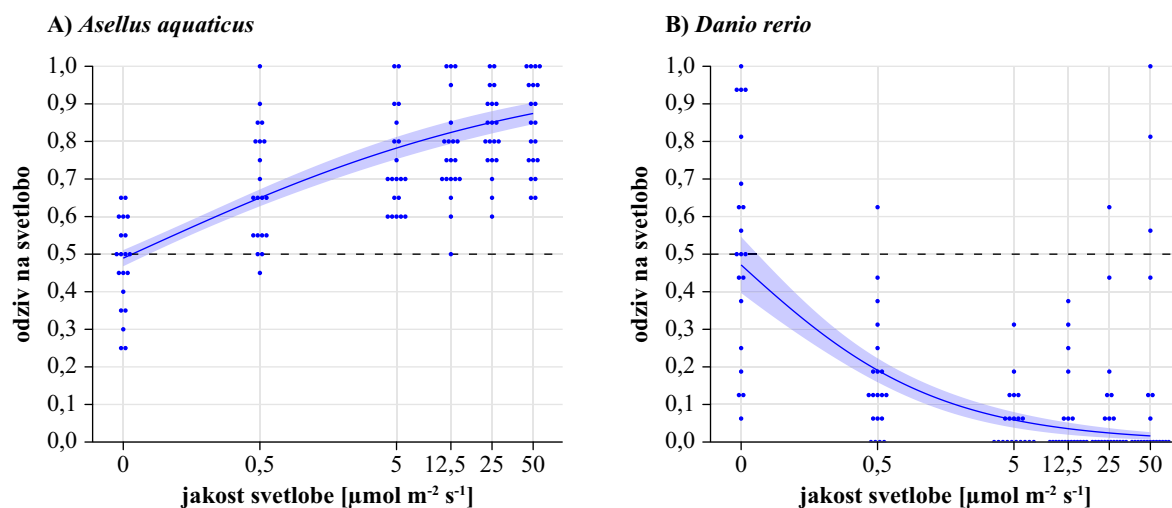 A) Asellus aquaticus
odziv na svetlobo
1,0
0,9
0,8
0,7
0,6
0,5
0,4
0,3
0,2
0,1
0,0
0 0,5 5 12,5 25 50
jakost svetlobe [µmol m⁻² s⁻¹]
B) Danio rerio
odziv na svetlobo
1,0
0,9
0,8
0,7
0,6
0,5
0,4
0,3
0,2
0,1
0,0
0 0,5 5 12,5 25 50
jakost svetlobe [µmol m⁻² s⁻¹]